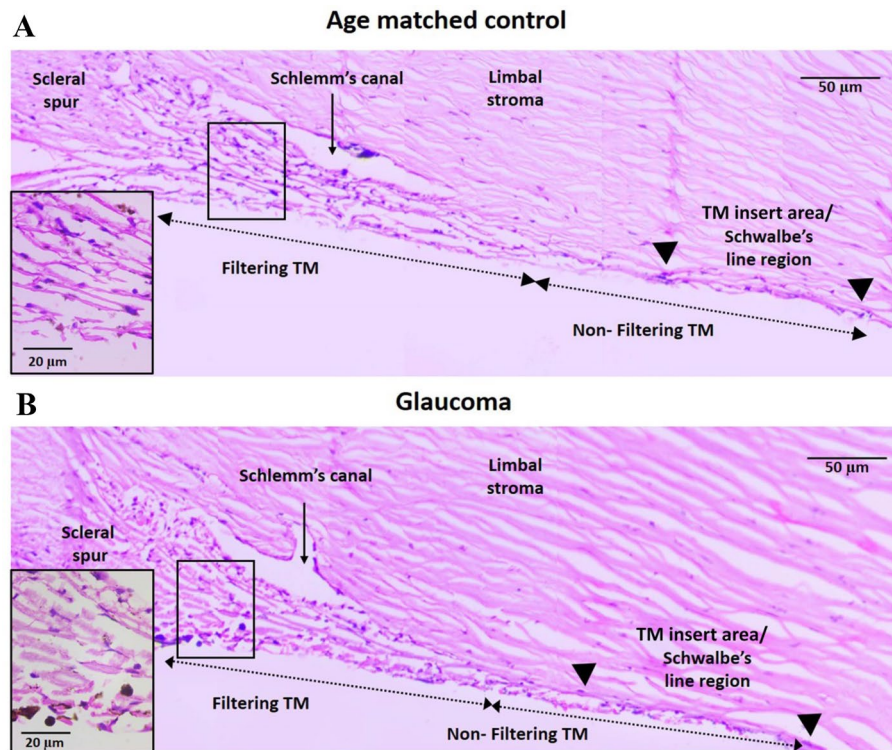 A
Age matched control
Scleral
spur
Schlemm's canal
Limbal
stroma
50 µm
TM insert area/
Schwalbe's
line region
Filtering TM
Non- Filtering TM
20 µm
B
Glaucoma
Schlemm's canal
Limbal
stroma
50 µm
Scleral
spur
TM insert area/
Schwalbe's
line region
Filtering TM
Non- Filtering TM
20 µm